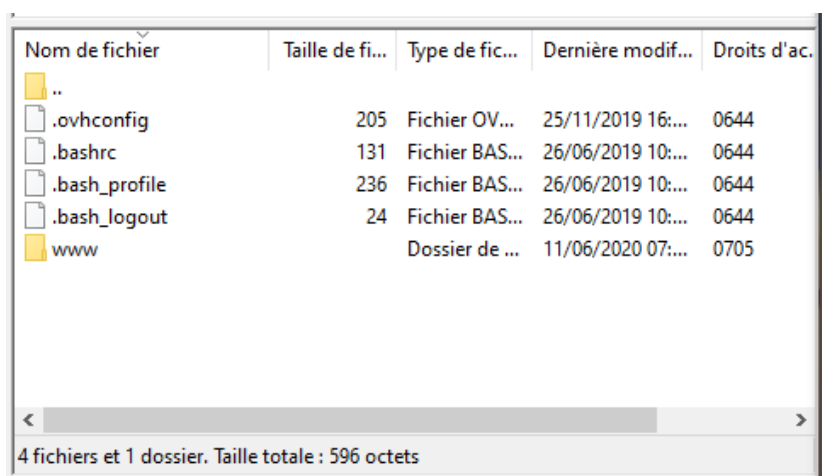 Nom de fichier Taille de fi... Type de fic... Dernière modif... Droits d'ac.
..
.ovhconfig 205 Fichier OV... 25/11/2019 16:... 0644
.bashrc 131 Fichier BAS... 26/06/2019 10:... 0644
.bash_profile 236 Fichier BAS... 26/06/2019 10:... 0644
.bash_logout 24 Fichier BAS... 26/06/2019 10:... 0644
www Dossier de ... 11/06/2020 07:... 0705
4 fichiers et 1 dossier. Taille totale : 596 octets